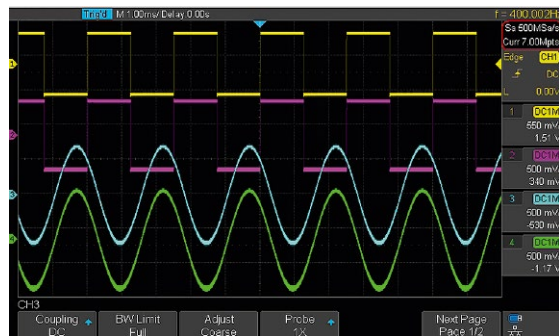 Trig'd M 1.00ms/ Delay:0.00s f = 400.002Hz
Sa 500MSa/s
Curr 7.00Mpts
Edge CH1
DC
L 0.00V
1 DC1M
550 mV/
1.51 V
2 DC1M
500 mV/
340 mV
3 DC1M
500 mV/
-630 mV
4 DC1M
500 mV/
-1.17 V
CH3
Coupling BW Limit Adjust Probe Next Page
DC Full Coarse 1X Page 1/2